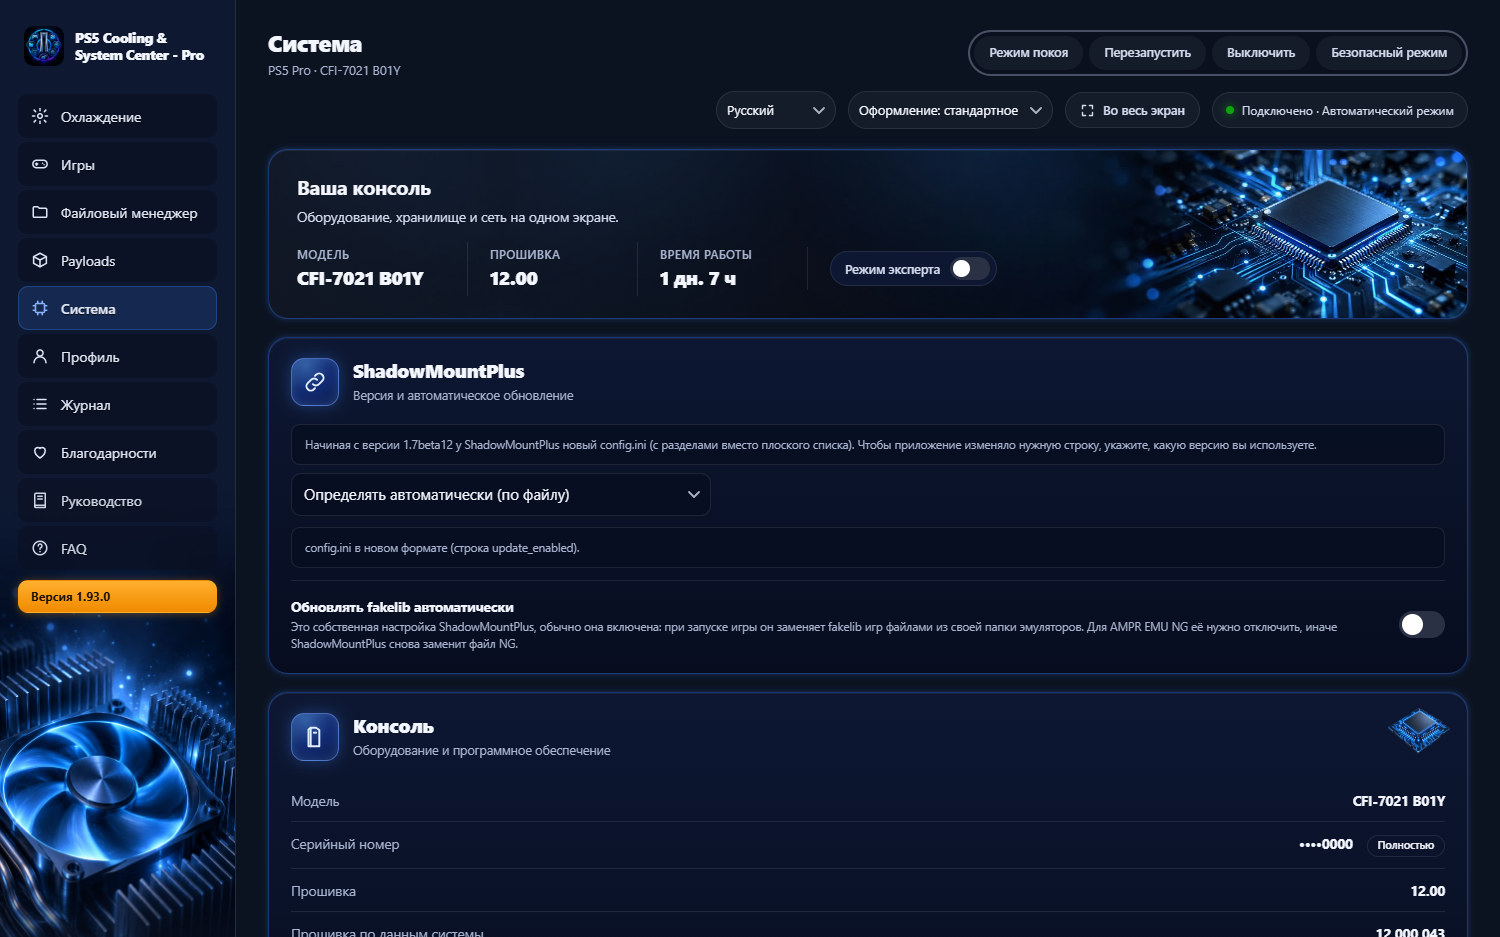 PS5 Cooling &
System Center - Pro
Охлаждение
Игры
Файловый менеджер
Payloads
Система
Профиль
Журнал
Благодарности
Руководство
FAQ
Версия 1.93.0
Система
PS5 Pro · CFI-7021 B01Y
Режим покоя
Перезапустить
Выключить
Безопасный режим
Русский
Оформление: стандартное
Во весь экран
Подключено · Автоматический режим
Ваша консоль
Оборудование, хранилище и сеть на одном экране.
МОДЕЛЬ
CFI-7021 B01Y
ПРОШИВКА
12.00
ВРЕМЯ РАБОТЫ
1 дн. 7 ч
Режим эксперта
ShadowMountPlus
Версия и автоматическое обновление
Начиная с версии 1.7beta12 у ShadowMountPlus новый config.ini (с разделами вместо плоского списка). Чтобы приложение изменяло нужную строку, укажите, какую версию вы используете.
Определять автоматически (по файлу)
config.ini в новом формате (строка update_enabled).
Обновлять fakelib автоматически
Это собственная настройка ShadowMountPlus, обычно она включена: при запуске игры он заменяет fakelib игр файлами из своей папки эмуляторов. Для AMPR EMU NG её нужно отключить, иначе
ShadowMountPlus снова заменит файл NG.
Консоль
Оборудование и программное обеспечение
Модель
CFI-7021 B01Y
Серийный номер
••••0000
Полностью
Прошивка
12.00
Прошивка по данным системы
12.000.043